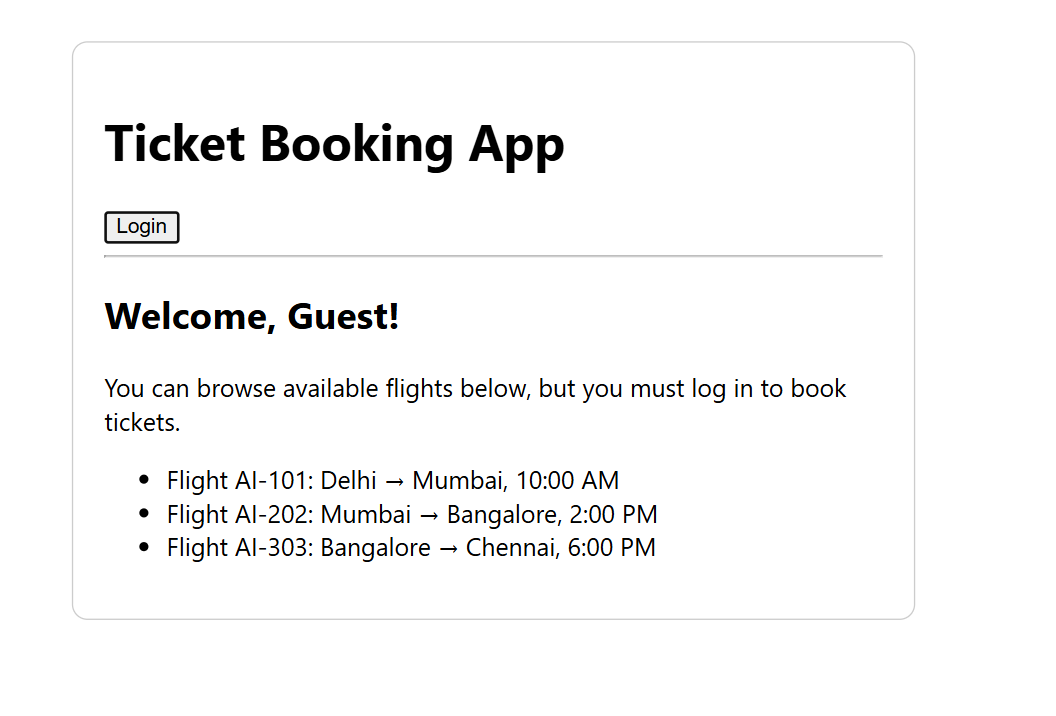 Ticket Booking App
Login
Welcome, Guest!
You can browse available flights below, but you must log in to book
tickets.
• Flight AI-101: Delhi → Mumbai, 10:00 AM
• Flight AI-202: Mumbai → Bangalore, 2:00 PM
• Flight AI-303: Bangalore → Chennai, 6:00 PM